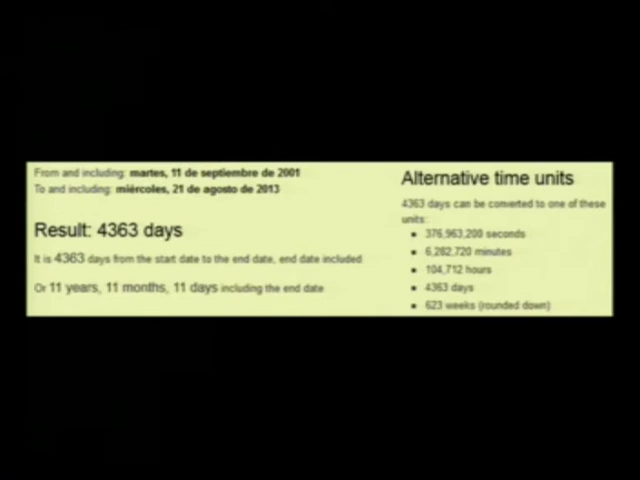 From and including: martes, 11 de septiembre de 2001
To and including: miércoles, 21 de agosto de 2013
Result: 4363 days
It is 4363 days from the start date to the end date, end date included
Or 11 years, 11 months, 11 days including the end date
Alternative time units
4363 days can be converted to one of these
units:
376,963,200 seconds
6,282,720 minutes
104,712 hours
4363 days
623 weeks (rounded down)